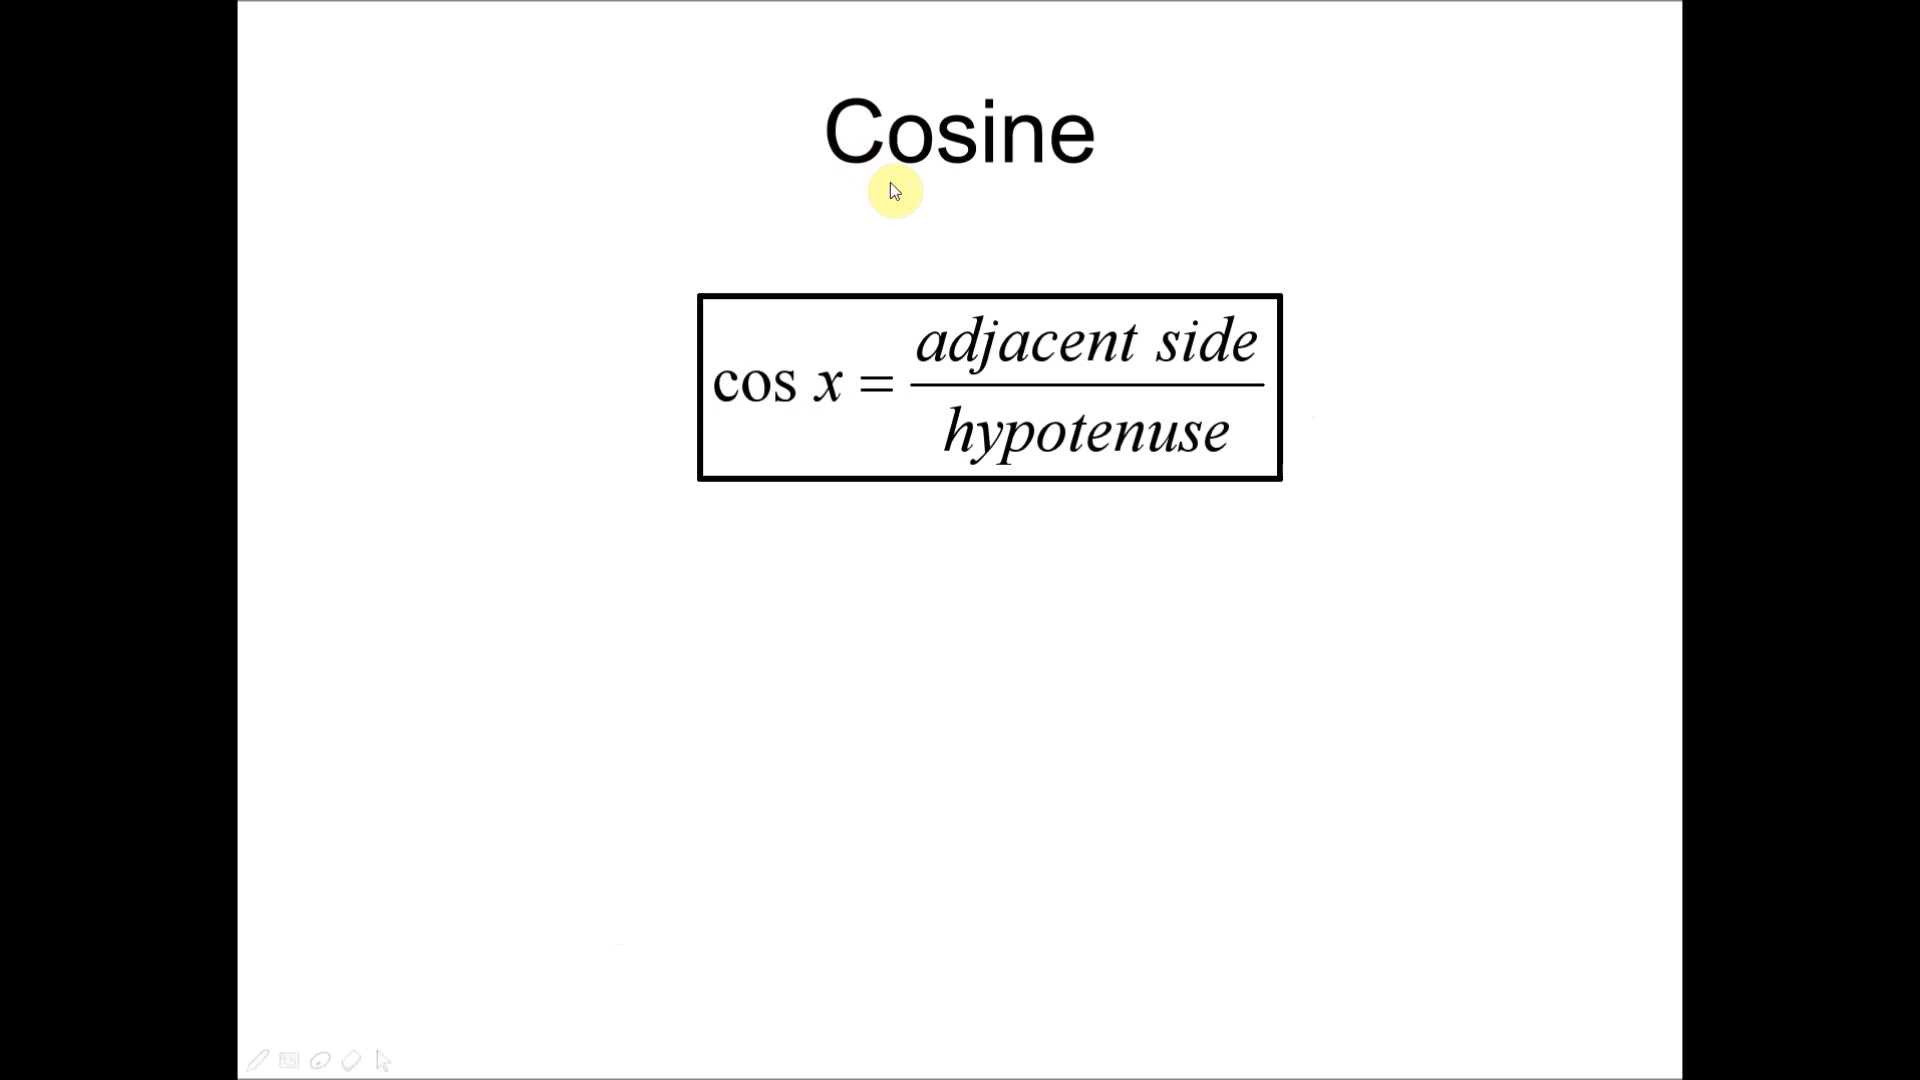 Cosine
cos x = adjacent side / hypotenuse